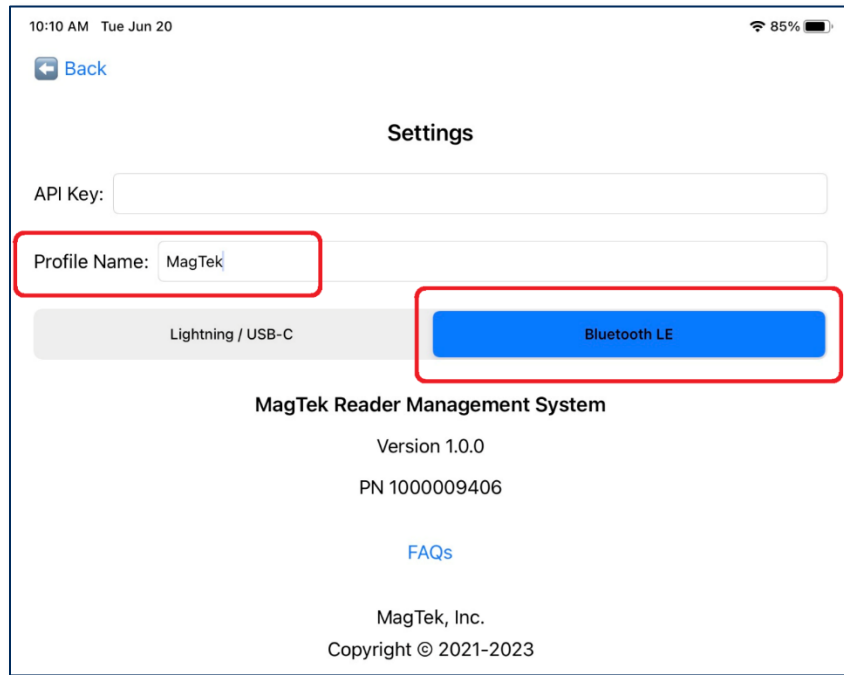 10:10 AM Tue Jun 20 85%
Back
Settings
API Key:
Profile Name: MagTek
Lightning / USB-C Bluetooth LE
MagTek Reader Management System
Version 1.0.0
PN 1000009406
FAQs
MagTek, Inc.
Copyright © 2021-2023